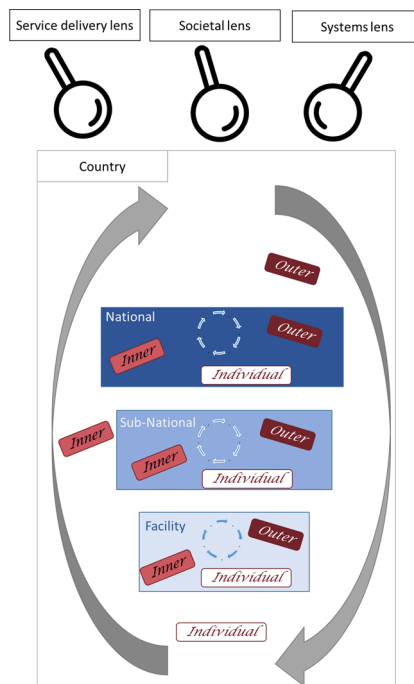 Service delivery lens
Societal lens
Systems lens
Country
Outer
National
Outer
Inner
Individual
Sub-National
Outer
Inner
Inner
Individual
Facility
Outer
Inner
Individual
Individual